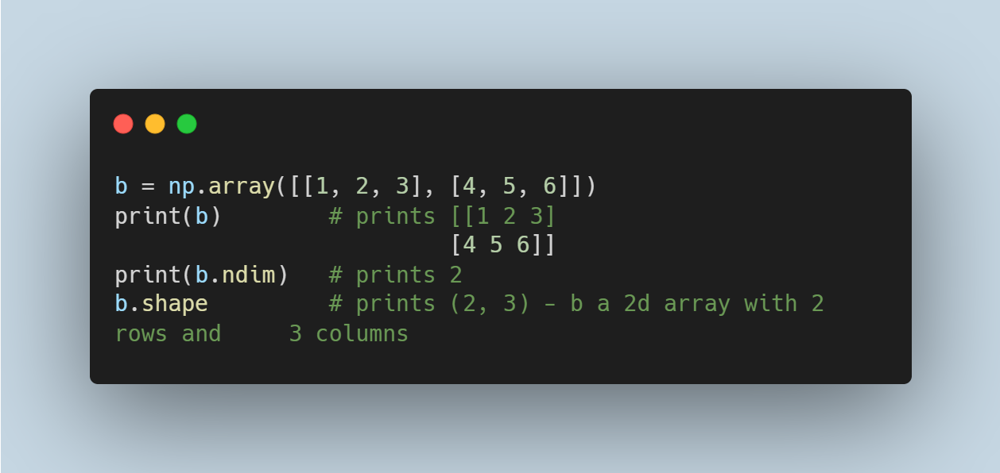 b = np.array([[1, 2, 3], [4, 5, 6]])
print(b)        # prints [[1 2 3]
                         [4 5 6]]
print(b.ndim)   # prints 2
b.shape         # prints (2, 3) - b a 2d array with 2
rows and     3 columns